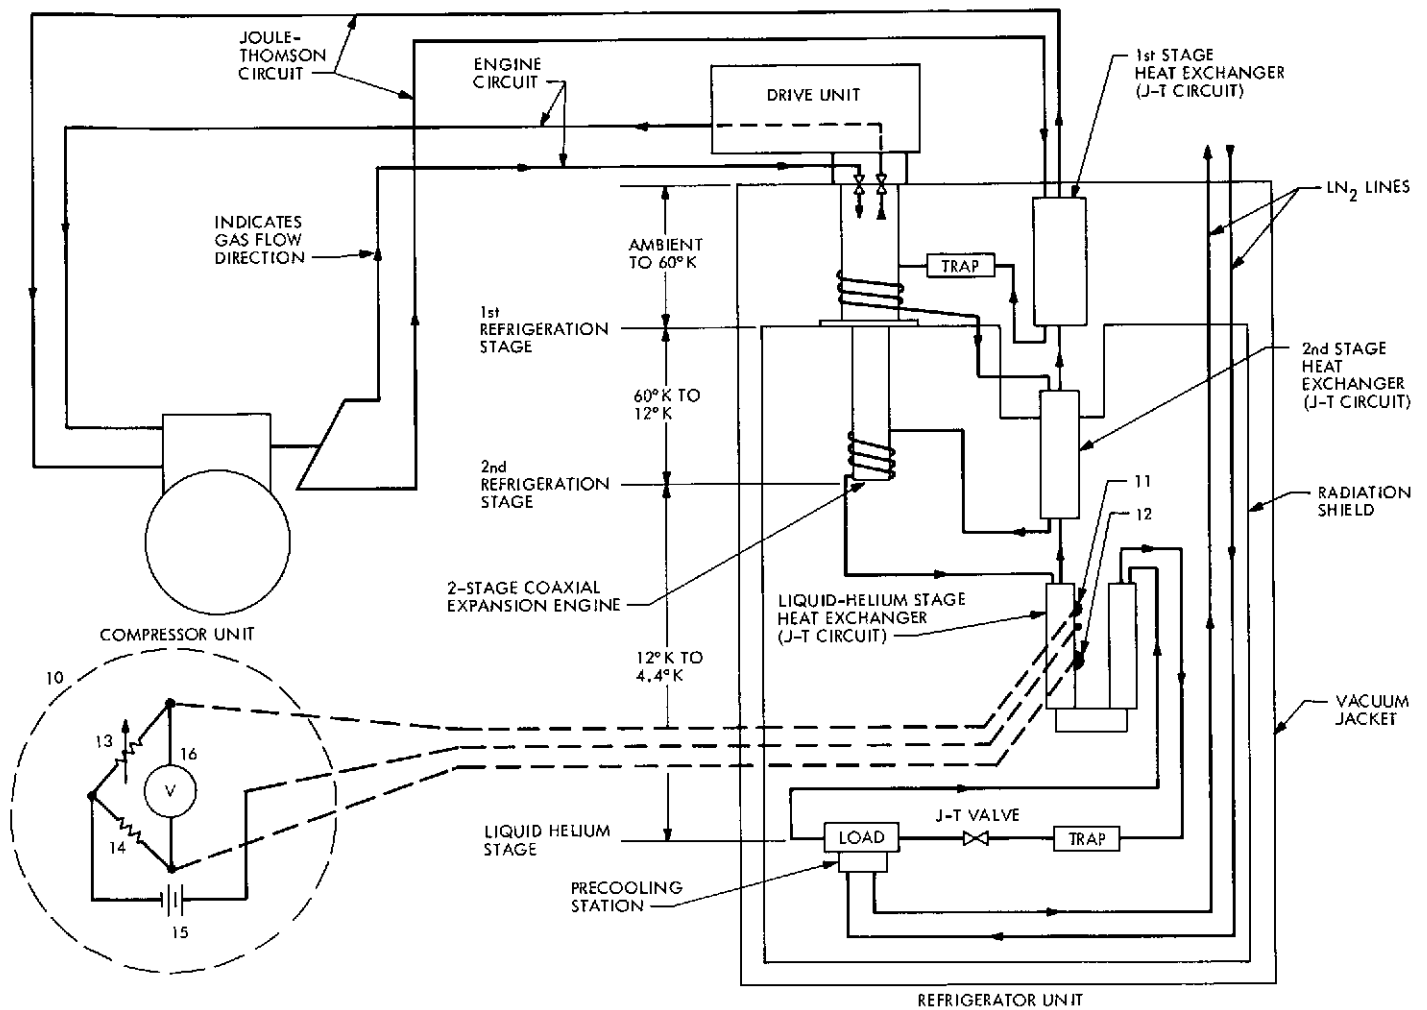 JOULE-
THOMSON
CIRCUIT
ENGINE
CIRCUIT
DRIVE UNIT
1st STAGE
HEAT EXCHANGER
(J-T CIRCUIT)
LN2 LINES
INDICATES
GAS FLOW
DIRECTION
AMBIENT
TO 60°K
TRAP
1st
REFRIGERATION
STAGE
2nd STAGE
HEAT
EXCHANGER
(J-T CIRCUIT)
60°K TO
12°K
2nd
REFRIGERATION
STAGE
11
12
RADIATION
SHIELD
2-STAGE COAXIAL
EXPANSION ENGINE
LIQUID-HELIUM STAGE
HEAT EXCHANGER
(J-T CIRCUIT)
COMPRESSOR UNIT
12°K TO
4.4°K
10
VACUUM
JACKET
13
16
V
14
15
J-T VALVE
LIQUID HELIUM
STAGE
LOAD
TRAP
PRECOOLING
STATION
REFRIGERATOR UNIT